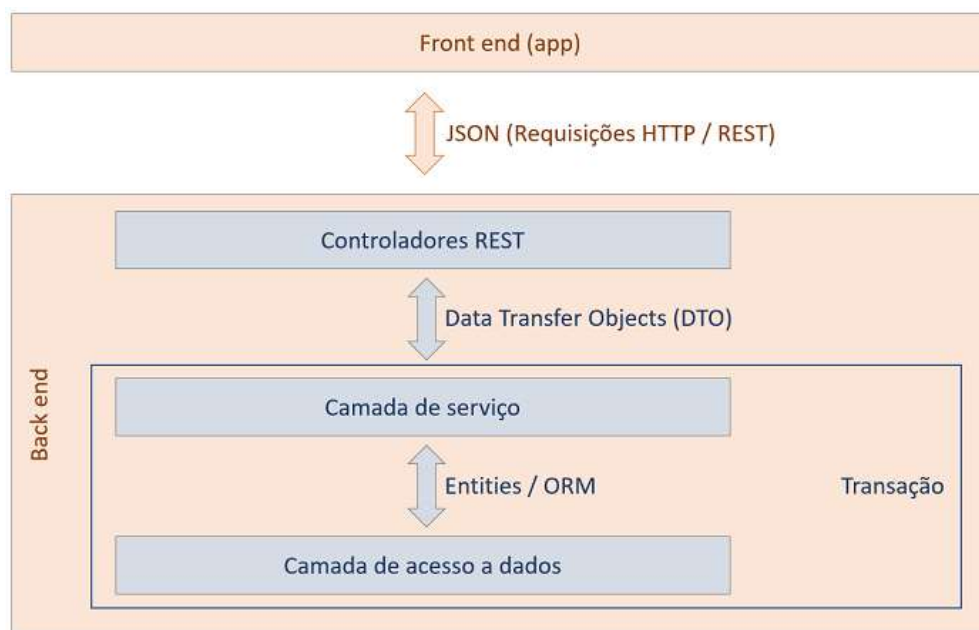 Front end (app)
JSON (Requisições HTTP / REST)
Controladores REST
Data Transfer Objects (DTO)
Back end
Camada de serviço
Entities / ORM
Transação
Camada de acesso a dados